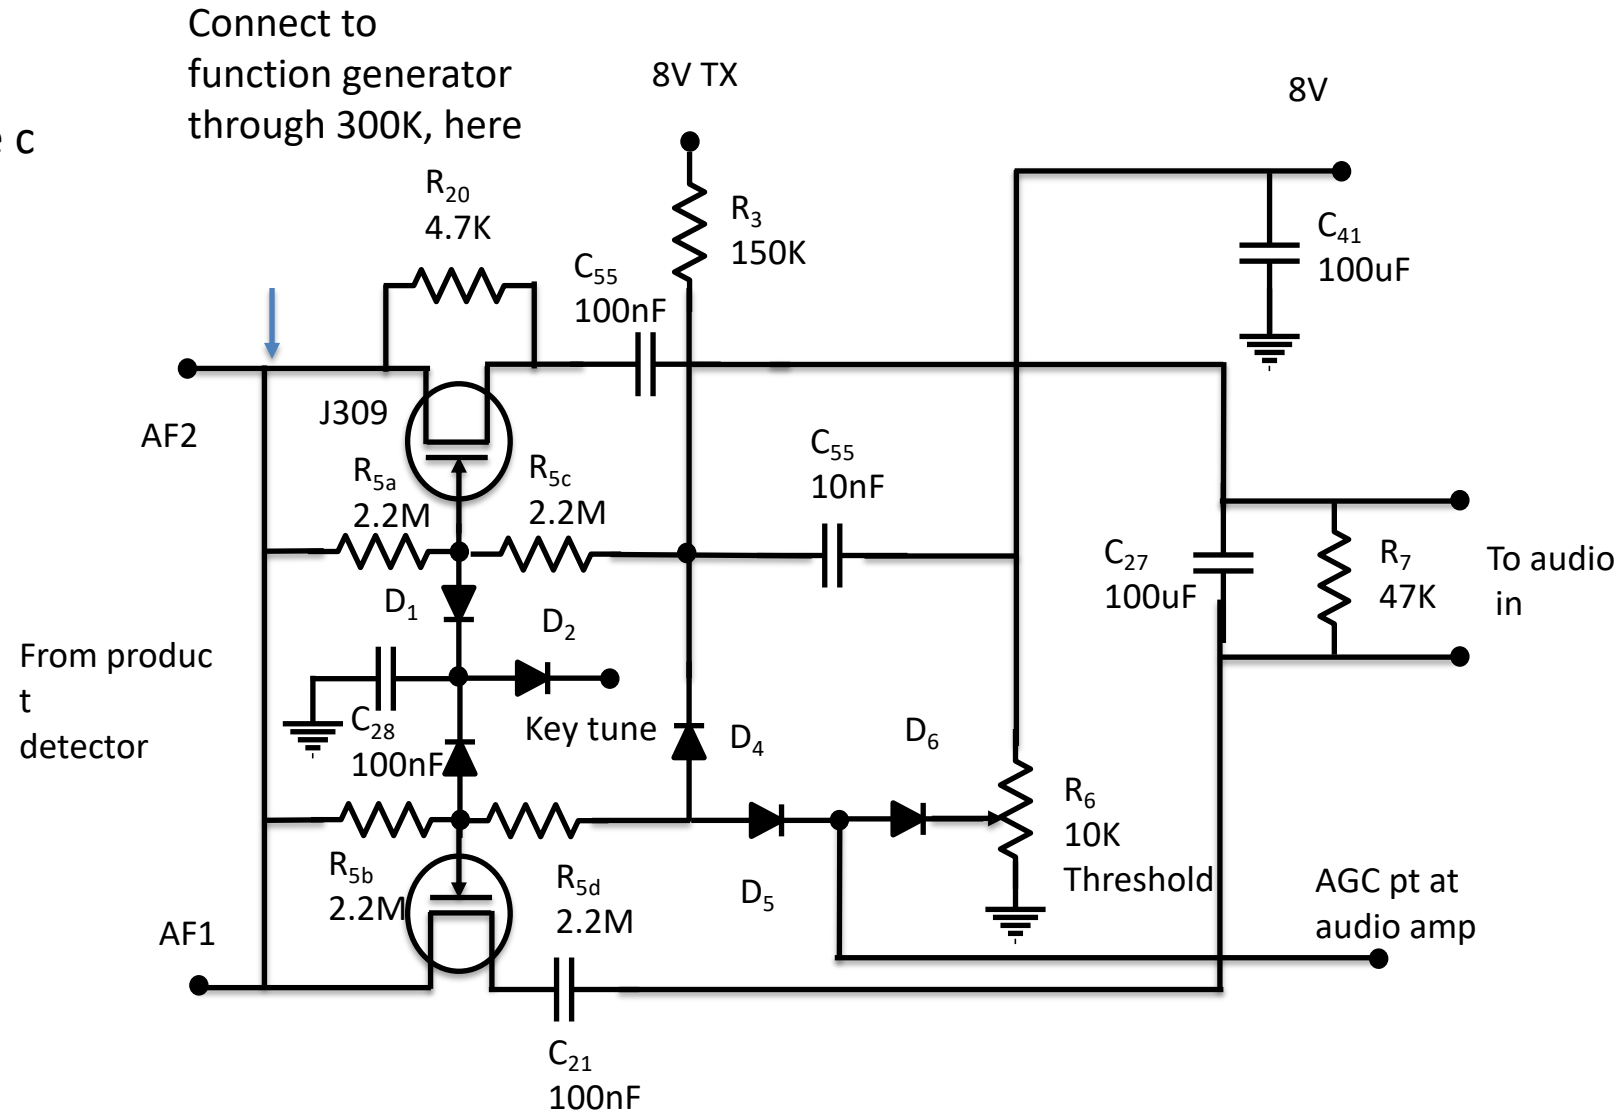 Connect to
function generator
through 300K, here
e c
8V TX
8V
R20
4.7K
R3
150K
C41
100uF
C55
100nF
J309
AF2
R5a
2.2M
R5c
2.2M
C55
10nF
C27
100uF
R7
47K
To audio
in
D1
D2
From produc
t
detector
C28
100nF
Key tune
D4
D6
R6
10K
Threshold
R5b
2.2M
R5d
2.2M
D5
AGC pt at
audio amp
AF1
C21
100nF